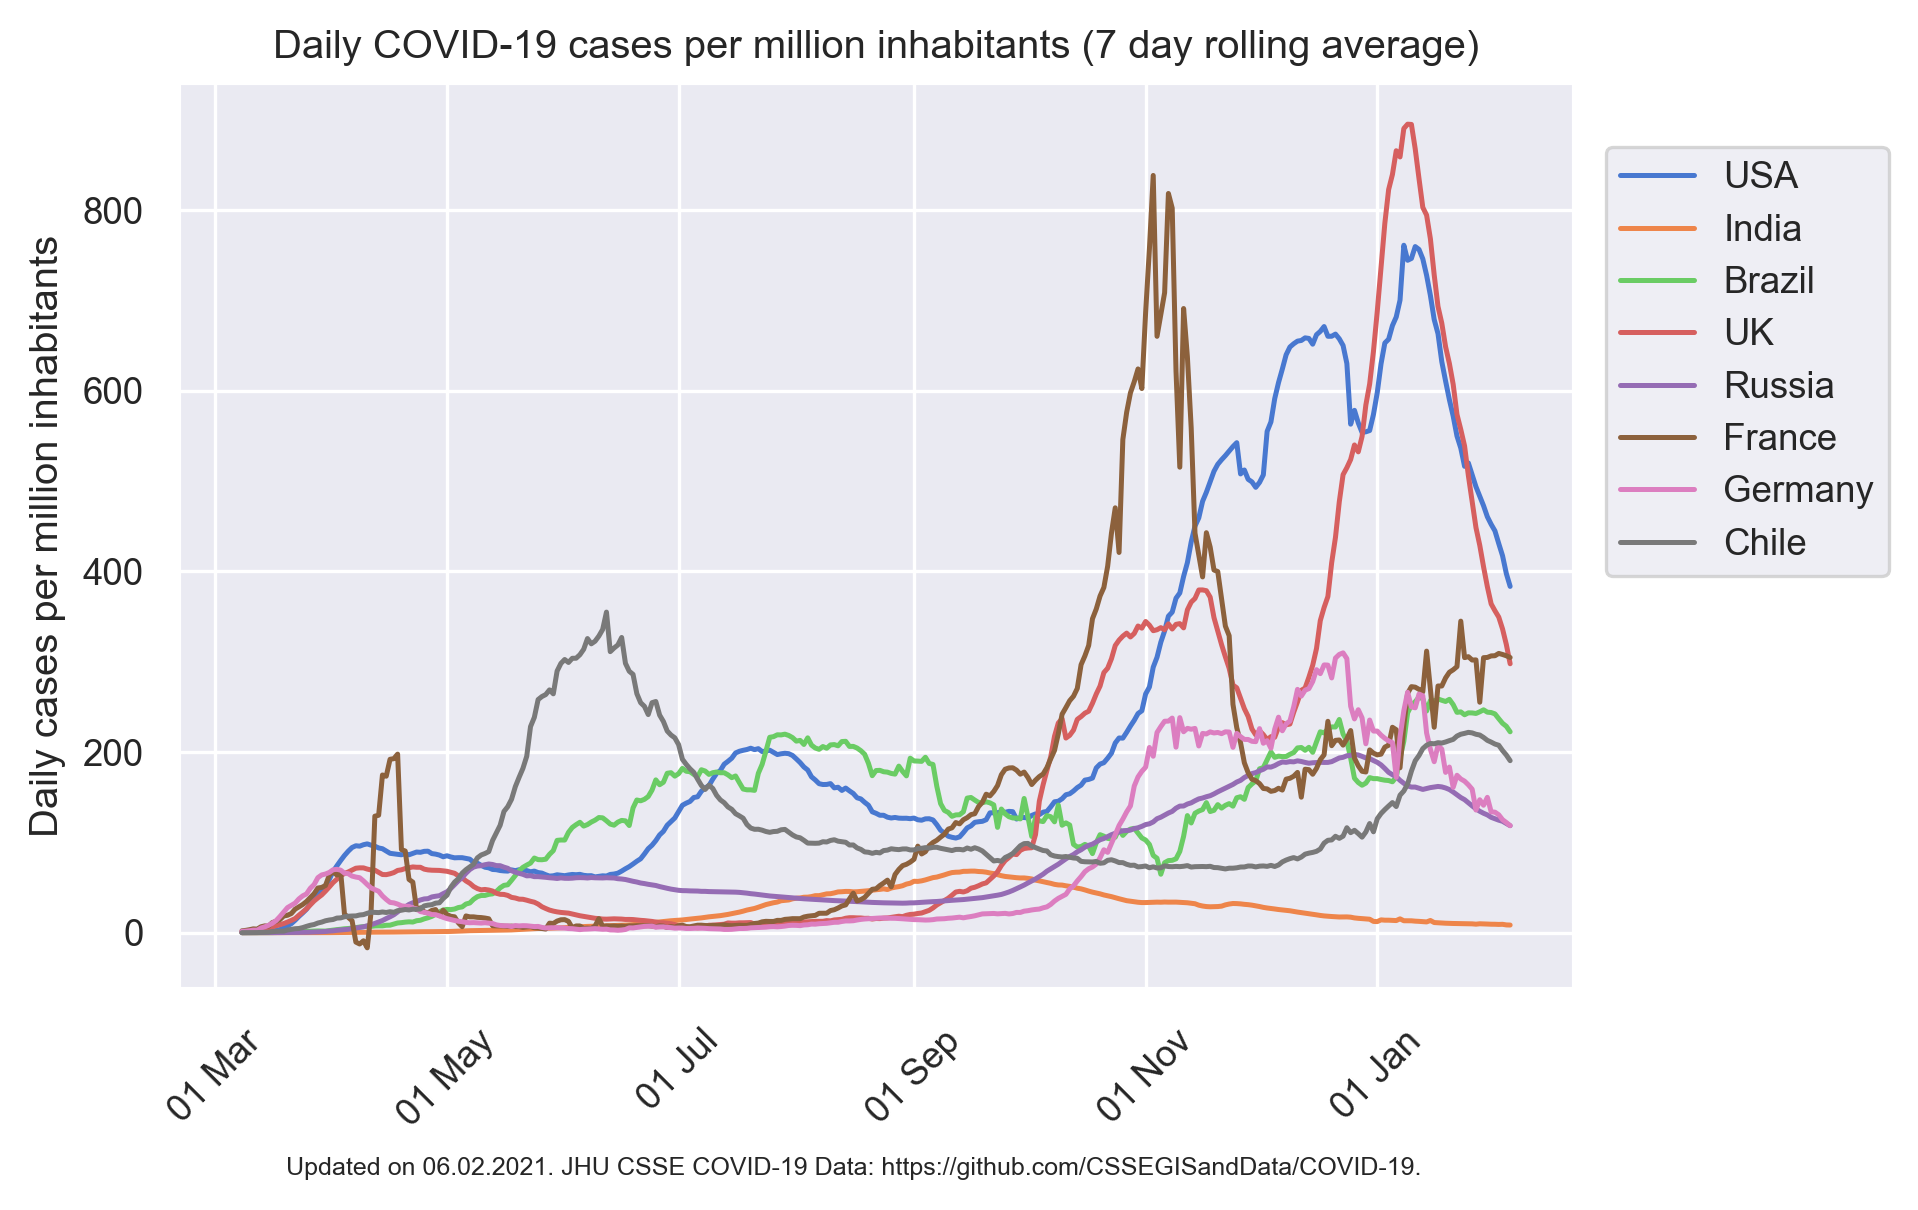 Daily COVID-19 cases per million inhabitants (7 day rolling average)
Daily cases per million inhabitants
800
600
400
200
0
01 Mar
01 May
01 Jul
01 Sep
01 Nov
01 Jan
USA
India
Brazil
UK
Russia
France
Germany
Chile
Updated on 06.02.2021. JHU CSSE COVID-19 Data: https://github.com/CSSEGISandData/COVID-19.